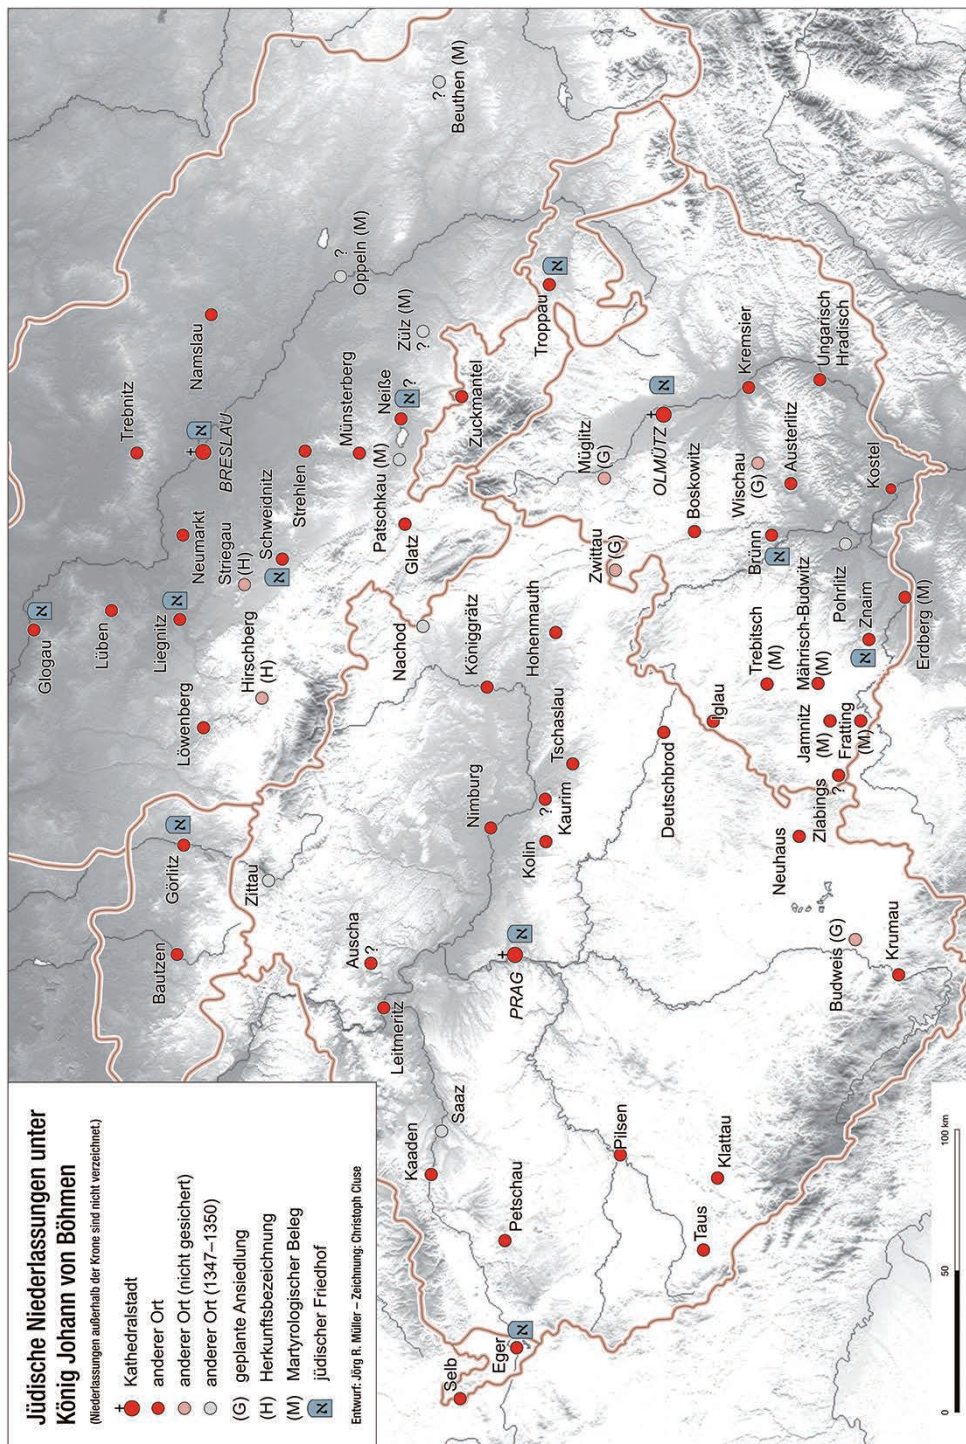 Jüdische Niederlassungen unter
König Johann von Böhmen
(Niederlassungen außerhalb der Krone sind nicht verzeichnet.)
Kathedralstadt
anderer Ort
anderer Ort (nicht gesichert)
anderer Ort (1347–1350)
(G) geplante Ansiedlung
(H) Herkunftsbezeichnung
(M) Martyrologischer Beleg
א jüdischer Friedhof
Entwurf: Jörg R. Müller – Zeichnung: Christoph Cluse
Selb
Eger
א
Kaaden
Saaz
Petschau
Pilsen
Taus
Klattau
Leitmeritz
Auscha
?
PRAG
א
Budweis (G)
Krumau
Bautzen
Görlitz
א
Zittau
Nimburg
Kolin
Kaurim
?
Tschaslau
Deutschbrod
Neuhaus
Zlabings
?
Iglau
Königgrätz
Hohenmauth
Nachod
Löwenberg
Hirschberg
(H)
Liegnitz
א
Lüben
Glogau
א
Neumarkt
Striegau
(H)
Schweidnitz
א
BRESLAU
א
Trebnitz
Namslau
Strehlen
Münsterberg
Patschkau (M)
Neiße
א ?
Glatz
Zülz (M)
?
Oppeln (M)
?
Beuthen (M)
?
Zuckmantel
Troppau
א
Müglitz
(G)
OLMÜTZ
א
Zwittau
(G)
Boskowitz
Kremsier
Wischau
(G)
Austerlitz
Ungarisch
Hradisch
Brünn
א
Trebitsch
(M)
Mährisch-Budwitz
(M)
Jamnitz
(M)
Fratting
(M)
Pohrlitz
Znaim
א
Erdberg (M)
Kostel
0
50
100 km